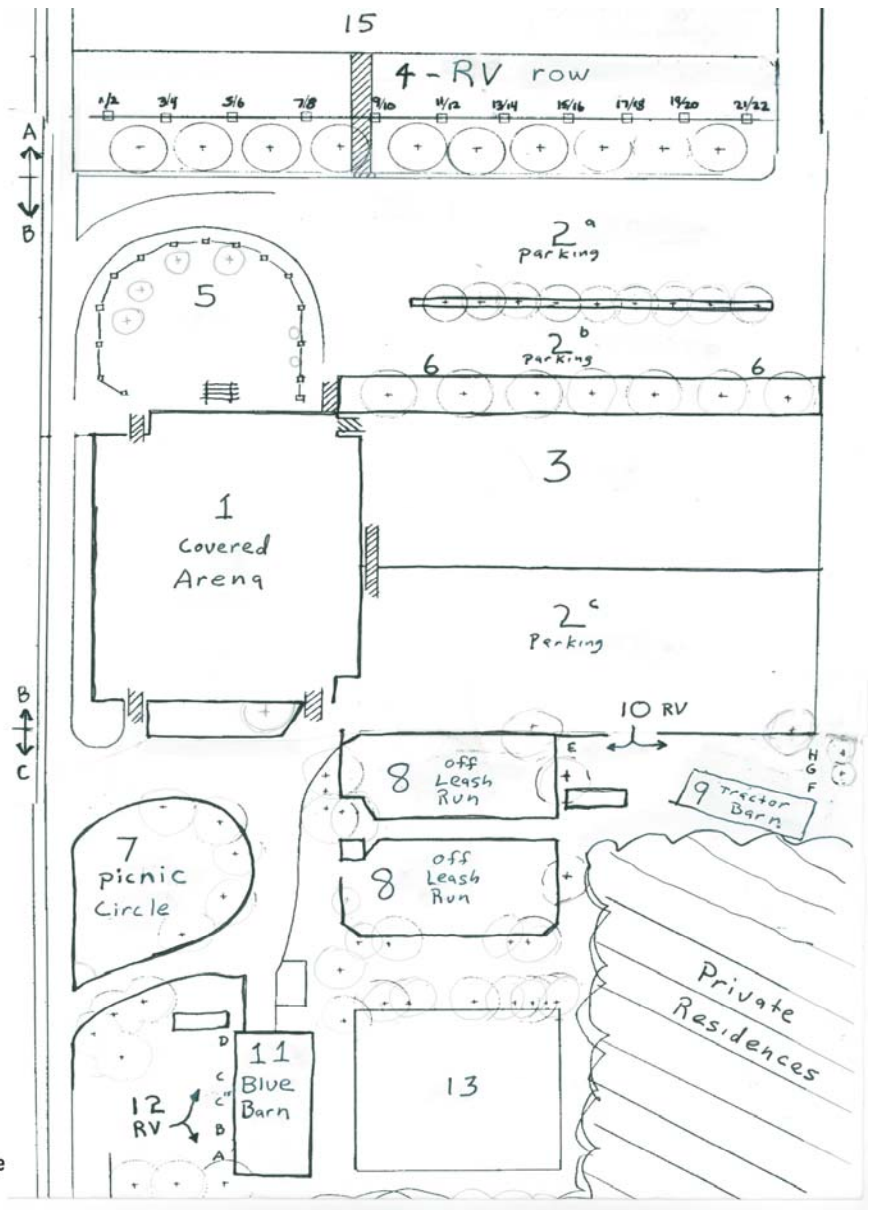 15
4 - RV row
1/2 3/4 5/6 7/8 9/10 11/12 13/14 15/16 17/18 19/20 21/22
A
B
2a
parking
5
2b
parking
6 6
3
1
Covered
Arena
2c
Parking
B
C
10 RV
8 off
Leash
Run
E
H
G
F
9 Tractor
Barn
7
picnic
Circle
8 off
Leash
Run
Private
Residences
D
11
Blue
Barn
C
C"
B
A
12
RV
13
e